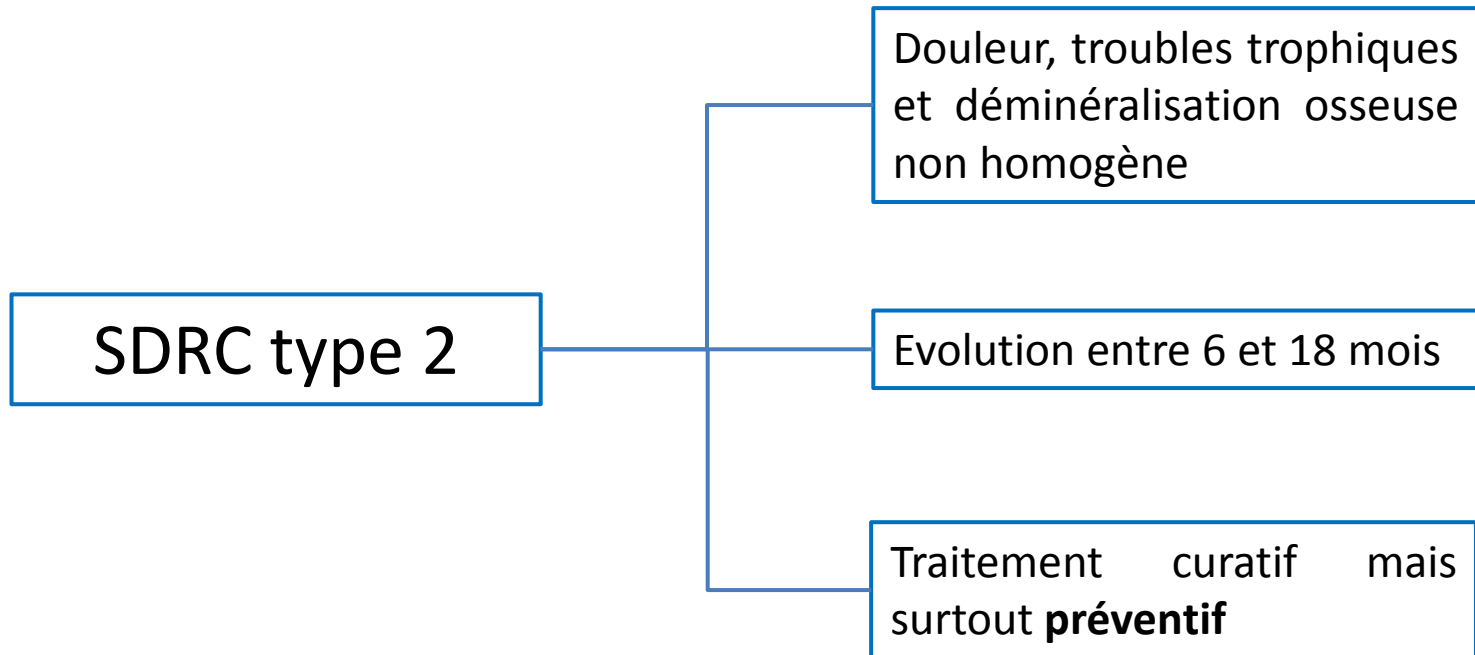 Douleur, troubles trophiques
et déminéralisation osseuse
non homogène
SDRC type 2
Evolution entre 6 et 18 mois
Traitement curatif mais
surtout préventif